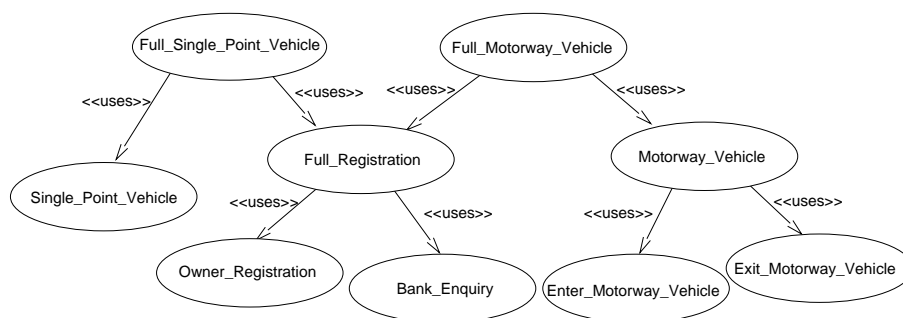 Full_Single_Point_Vehicle
Full_Motorway_Vehicle
<<uses>>
<<uses>>
<<uses>>
<<uses>>
Full_Registration
Motorway_Vehicle
Single_Point_Vehicle
<<uses>>
<<uses>>
<<uses>>
<<uses>>
Owner_Registration
Bank_Enquiry
Enter_Motorway_Vehicle
Exit_Motorway_Vehicle